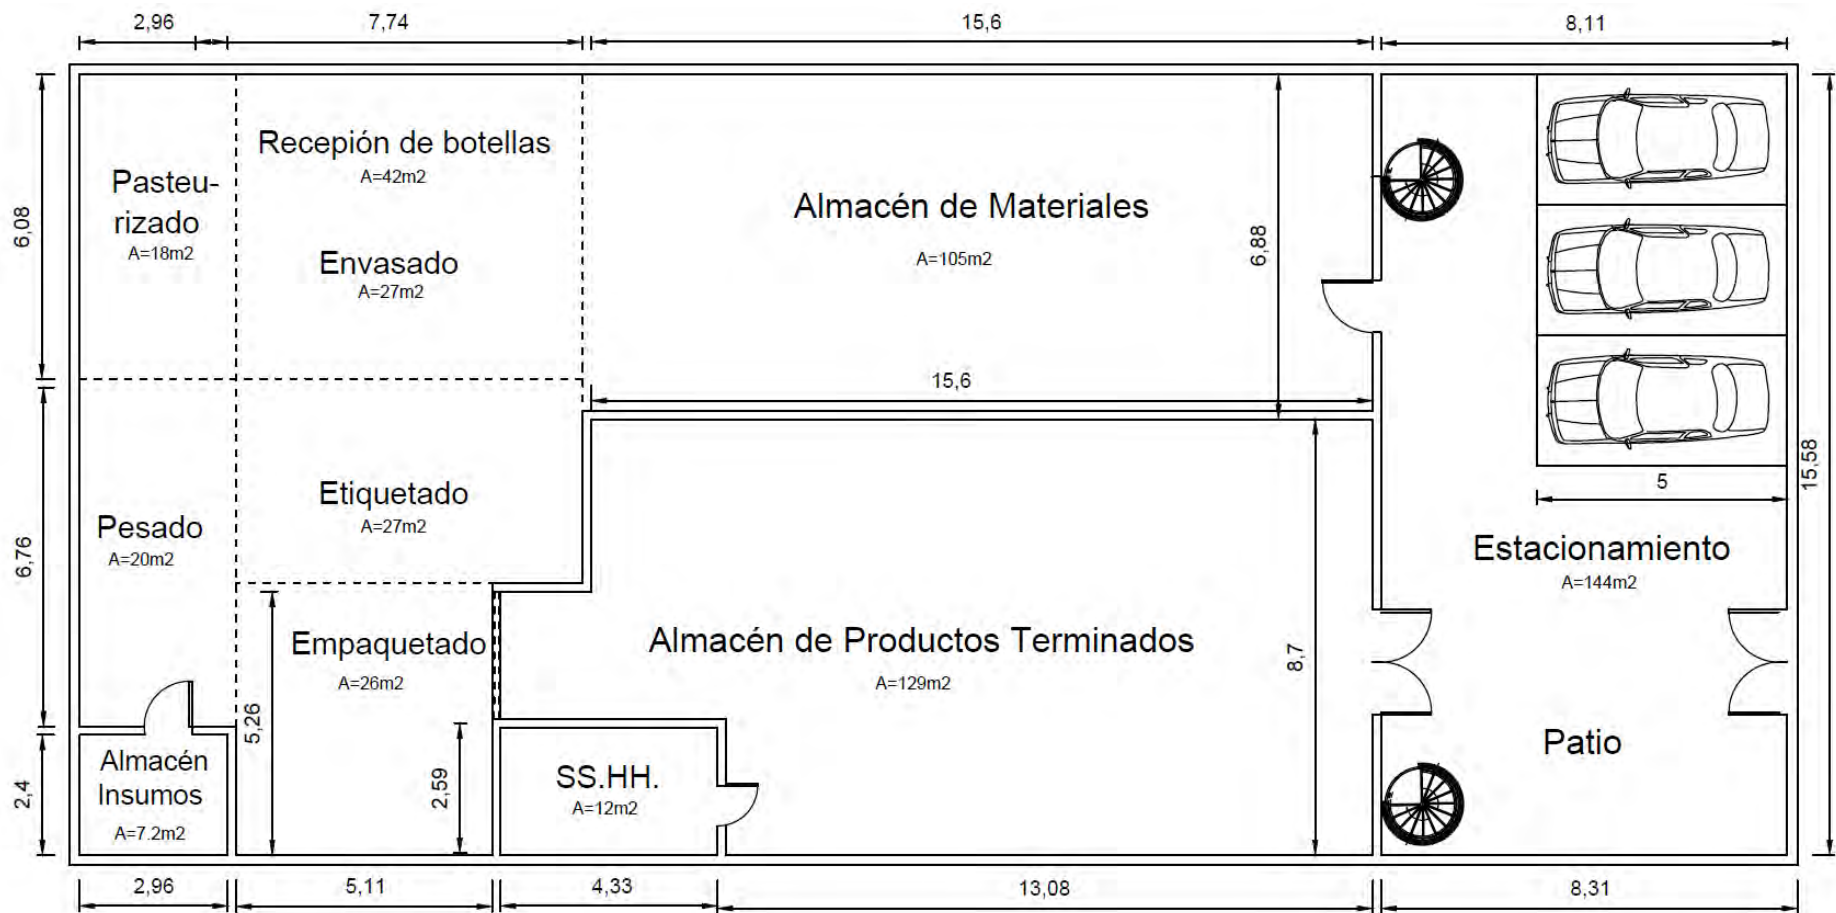 2,96
7,74
15,6
8,11
Recepión de botellas
A=42m2
Pasteu-
rizado
A=18m2
Envasado
A=27m2
Almacén de Materiales
A=105m2
6,08
6,88
15,6
15,58
5
Etiquetado
A=27m2
Pesado
A=20m2
6,76
Estacionamiento
A=144m2
Empaquetado
A=26m2
Almacén de Productos Terminados
A=129m2
8,7
5,26
Patio
Almacén
Insumos
A=7.2m2
2,4
2,59
SS.HH.
A=12m2
2,96
5,11
4,33
13,08
8,31